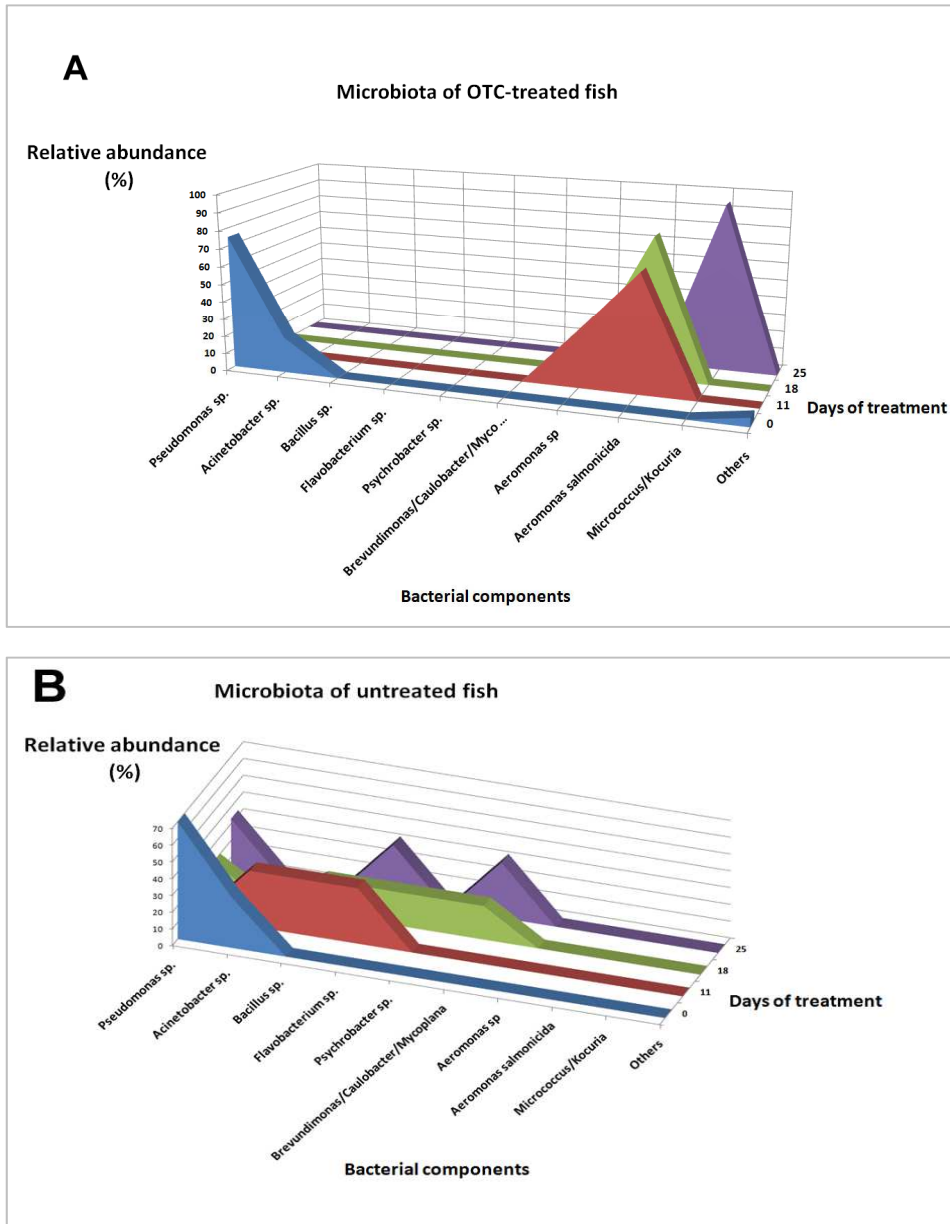 A
Microbiota of OTC-treated fish
Relative abundance
(%)
100
90
80
70
60
50
40
30
20
10
0
Pseudomonas sp.
Acinetobacter sp.
Bacillus sp.
Flavobacterium sp.
Psychrobacter sp.
Brevundimonas/Caulobacter/Myco ...
Aeromonas sp
Aeromonas salmonicida
Micrococcus/Kocuria
Others
25
18
11
0
Days of treatment
Bacterial components
B
Microbiota of untreated fish
Relative abundance
(%)
70
60
50
40
30
20
10
0
Pseudomonas sp.
Acinetobacter sp.
Bacillus sp.
Flavobacterium sp.
Psychrobacter sp.
Brevundimonas/Caulobacter/Mycoplana
Aeromonas sp
Aeromonas salmonicida
Micrococcus/Kocuria
Others
25
18
11
0
Days of treatment
Bacterial components